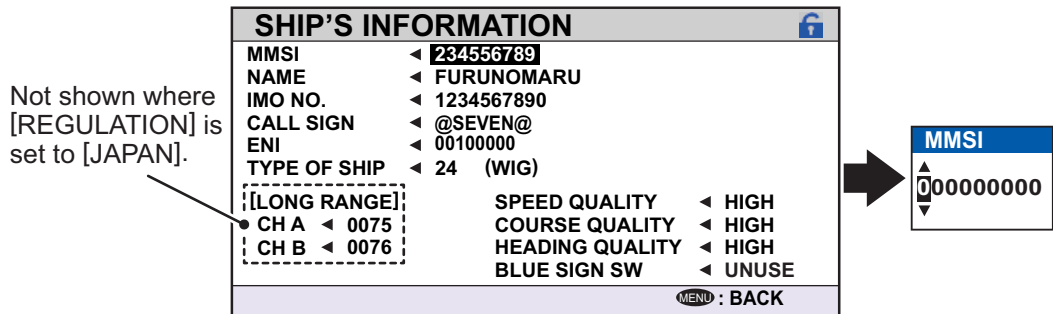 SHIP'S INFORMATION
MMSI ◄ 234556789
NAME ◄ FURUNOMARU
IMO NO. ◄ 1234567890
CALL SIGN ◄ @SEVEN@
ENI ◄ 00100000
TYPE OF SHIP ◄ 24 (WIG)
[LONG RANGE]
CH A ◄ 0075
CH B ◄ 0076
SPEED QUALITY ◄ HIGH
COURSE QUALITY ◄ HIGH
HEADING QUALITY ◄ HIGH
BLUE SIGN SW ◄ UNUSE
MENU : BACK
Not shown where
[REGULATION] is
set to [JAPAN].
MMSI
000000000